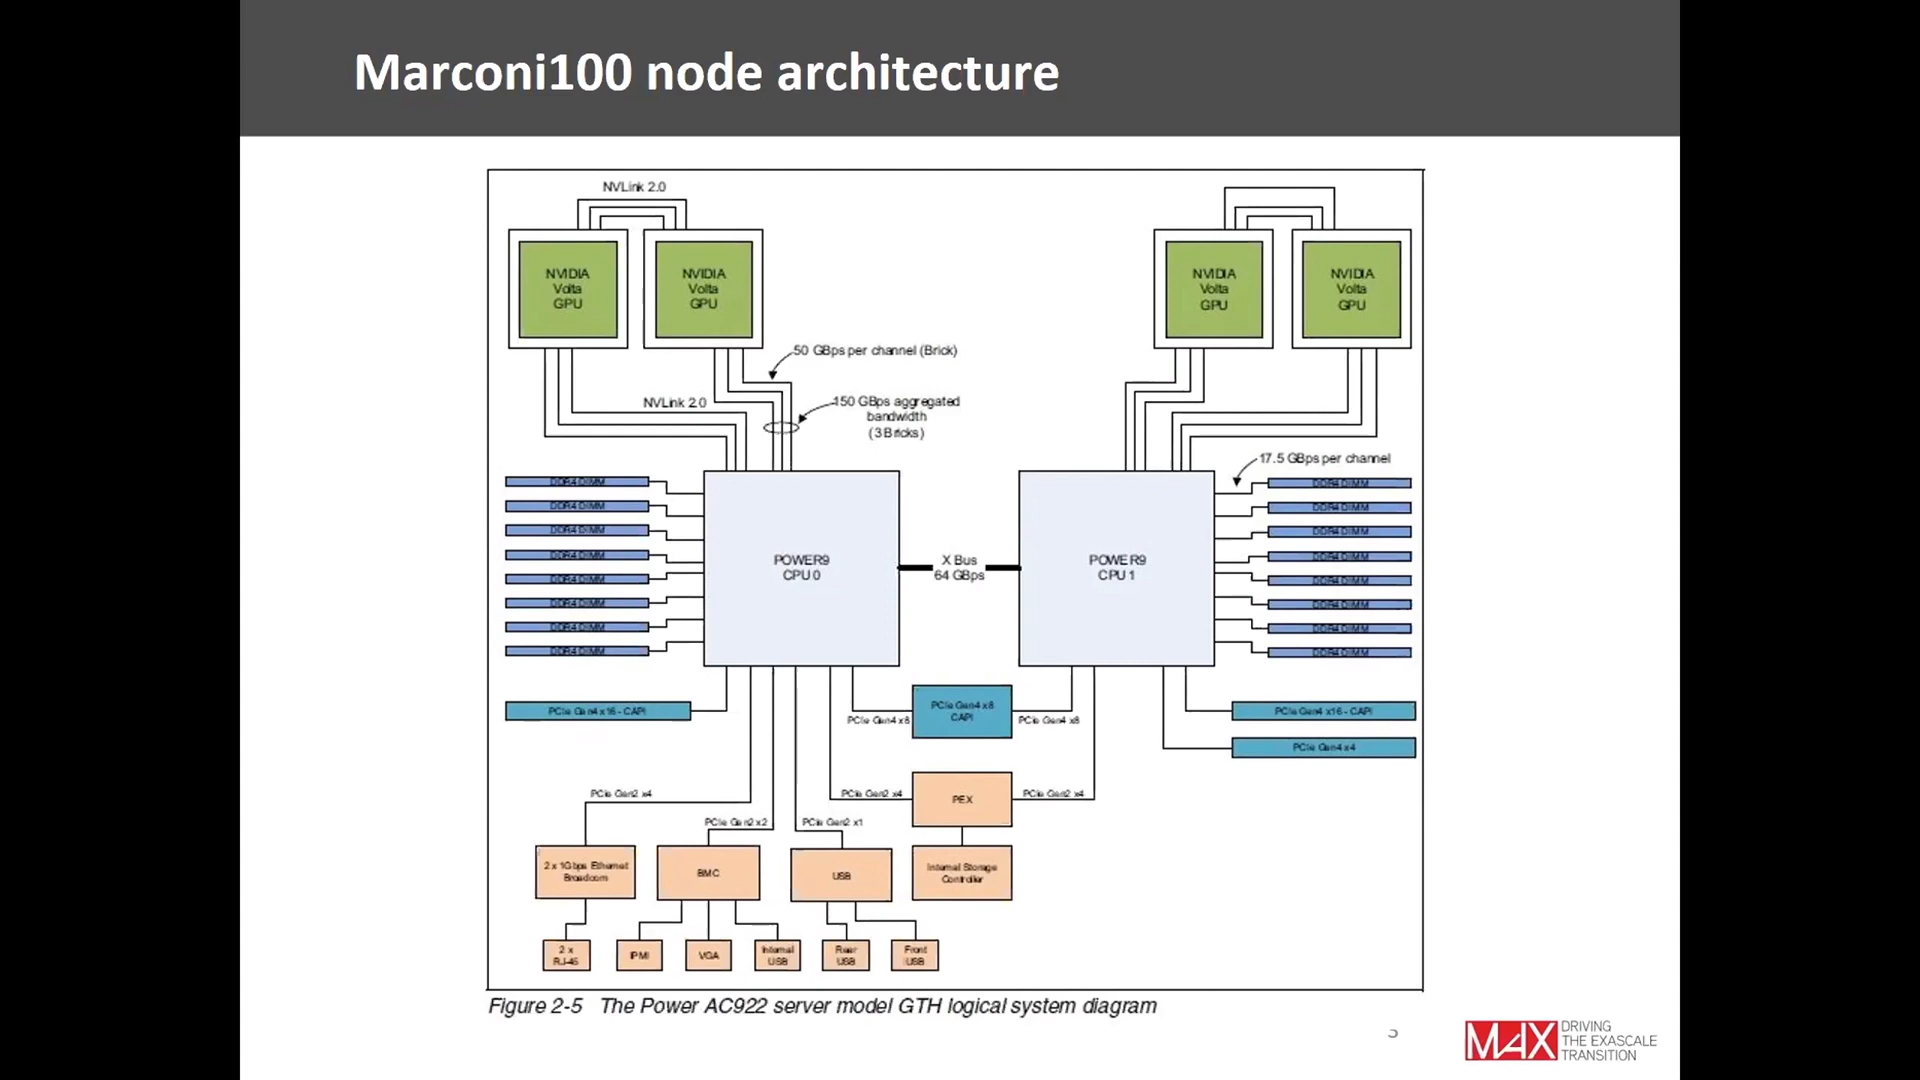 Marconi100 node architecture
NVLink 2.0
NVIDIA
Volta
GPU
NVIDIA
Volta
GPU
NVIDIA
Volta
GPU
NVIDIA
Volta
GPU
50 GBps per channel (Brick)
NVLink 2.0
150 GBps aggregated
bandwidth
(3 Bricks)
17.5 GBps per channel
DDR4 DIMM
DDR4 DIMM
DDR4 DIMM
DDR4 DIMM
DDR4 DIMM
DDR4 DIMM
DDR4 DIMM
DDR4 DIMM
POWER9
CPU 0
X Bus
64 GBps
POWER9
CPU 1
DDR4 DIMM
DDR4 DIMM
DDR4 DIMM
DDR4 DIMM
DDR4 DIMM
DDR4 DIMM
DDR4 DIMM
DDR4 DIMM
PCIe Gen4 x16 - CAPI
PCIe Gen4 x8
PCIe Gen4 x8
CAPI
PCIe Gen4 x8
PCIe Gen4 x16 - CAPI
PCIe Gen4 x4
PCIe Gen2 x4
PCIe Gen2 x4
PEX
PCIe Gen2 x4
PCIe Gen2 x2
PCIe Gen2 x1
2 x 1Gbps Ethernet
Broadcom
BMC
USB
Internal Storage
Controller
2 x
RJ-45
IPMI
VGA
Internal
USB
Rear
USB
Front
USB
Figure 2-5 The Power AC922 server model GTH logical system diagram
MAX
DRIVING
THE EXASCALE
TRANSITION